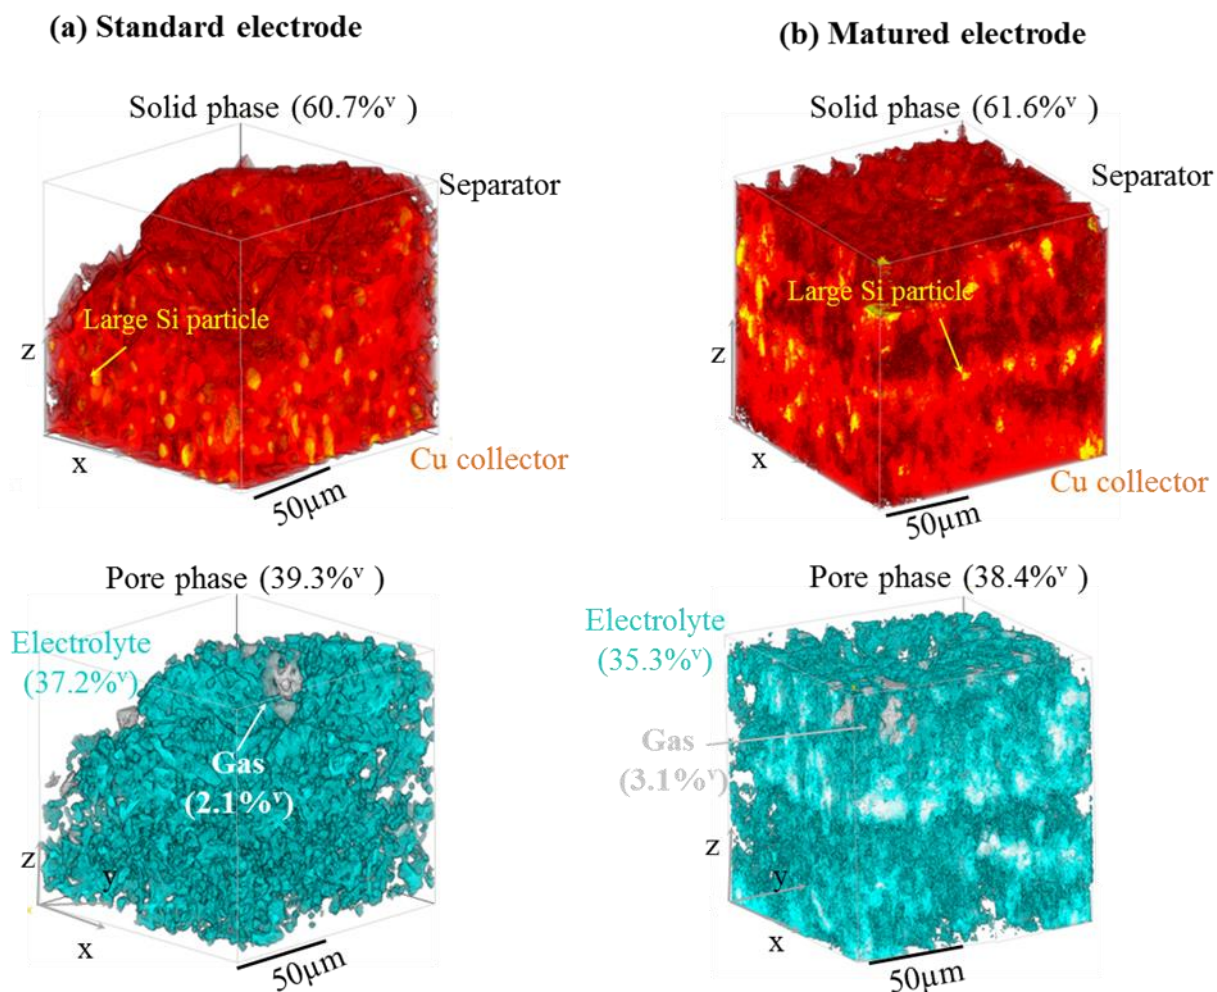 (a) Standard electrode
Solid phase (60.7%ᵛ )
Separator
Large Si particle
z
x
50µm
Cu collector
Pore phase (39.3%ᵛ )
Electrolyte
(37.2%ᵛ)
Gas
(2.1%ᵛ)
z
y
x
50µm
(b) Matured electrode
Solid phase (61.6%ᵛ )
Separator
Large Si particle
z
x
50µm
Cu collector
Pore phase (38.4%ᵛ )
Electrolyte
(35.3%ᵛ)
Gas
(3.1%ᵛ)
z
y
x
50µm